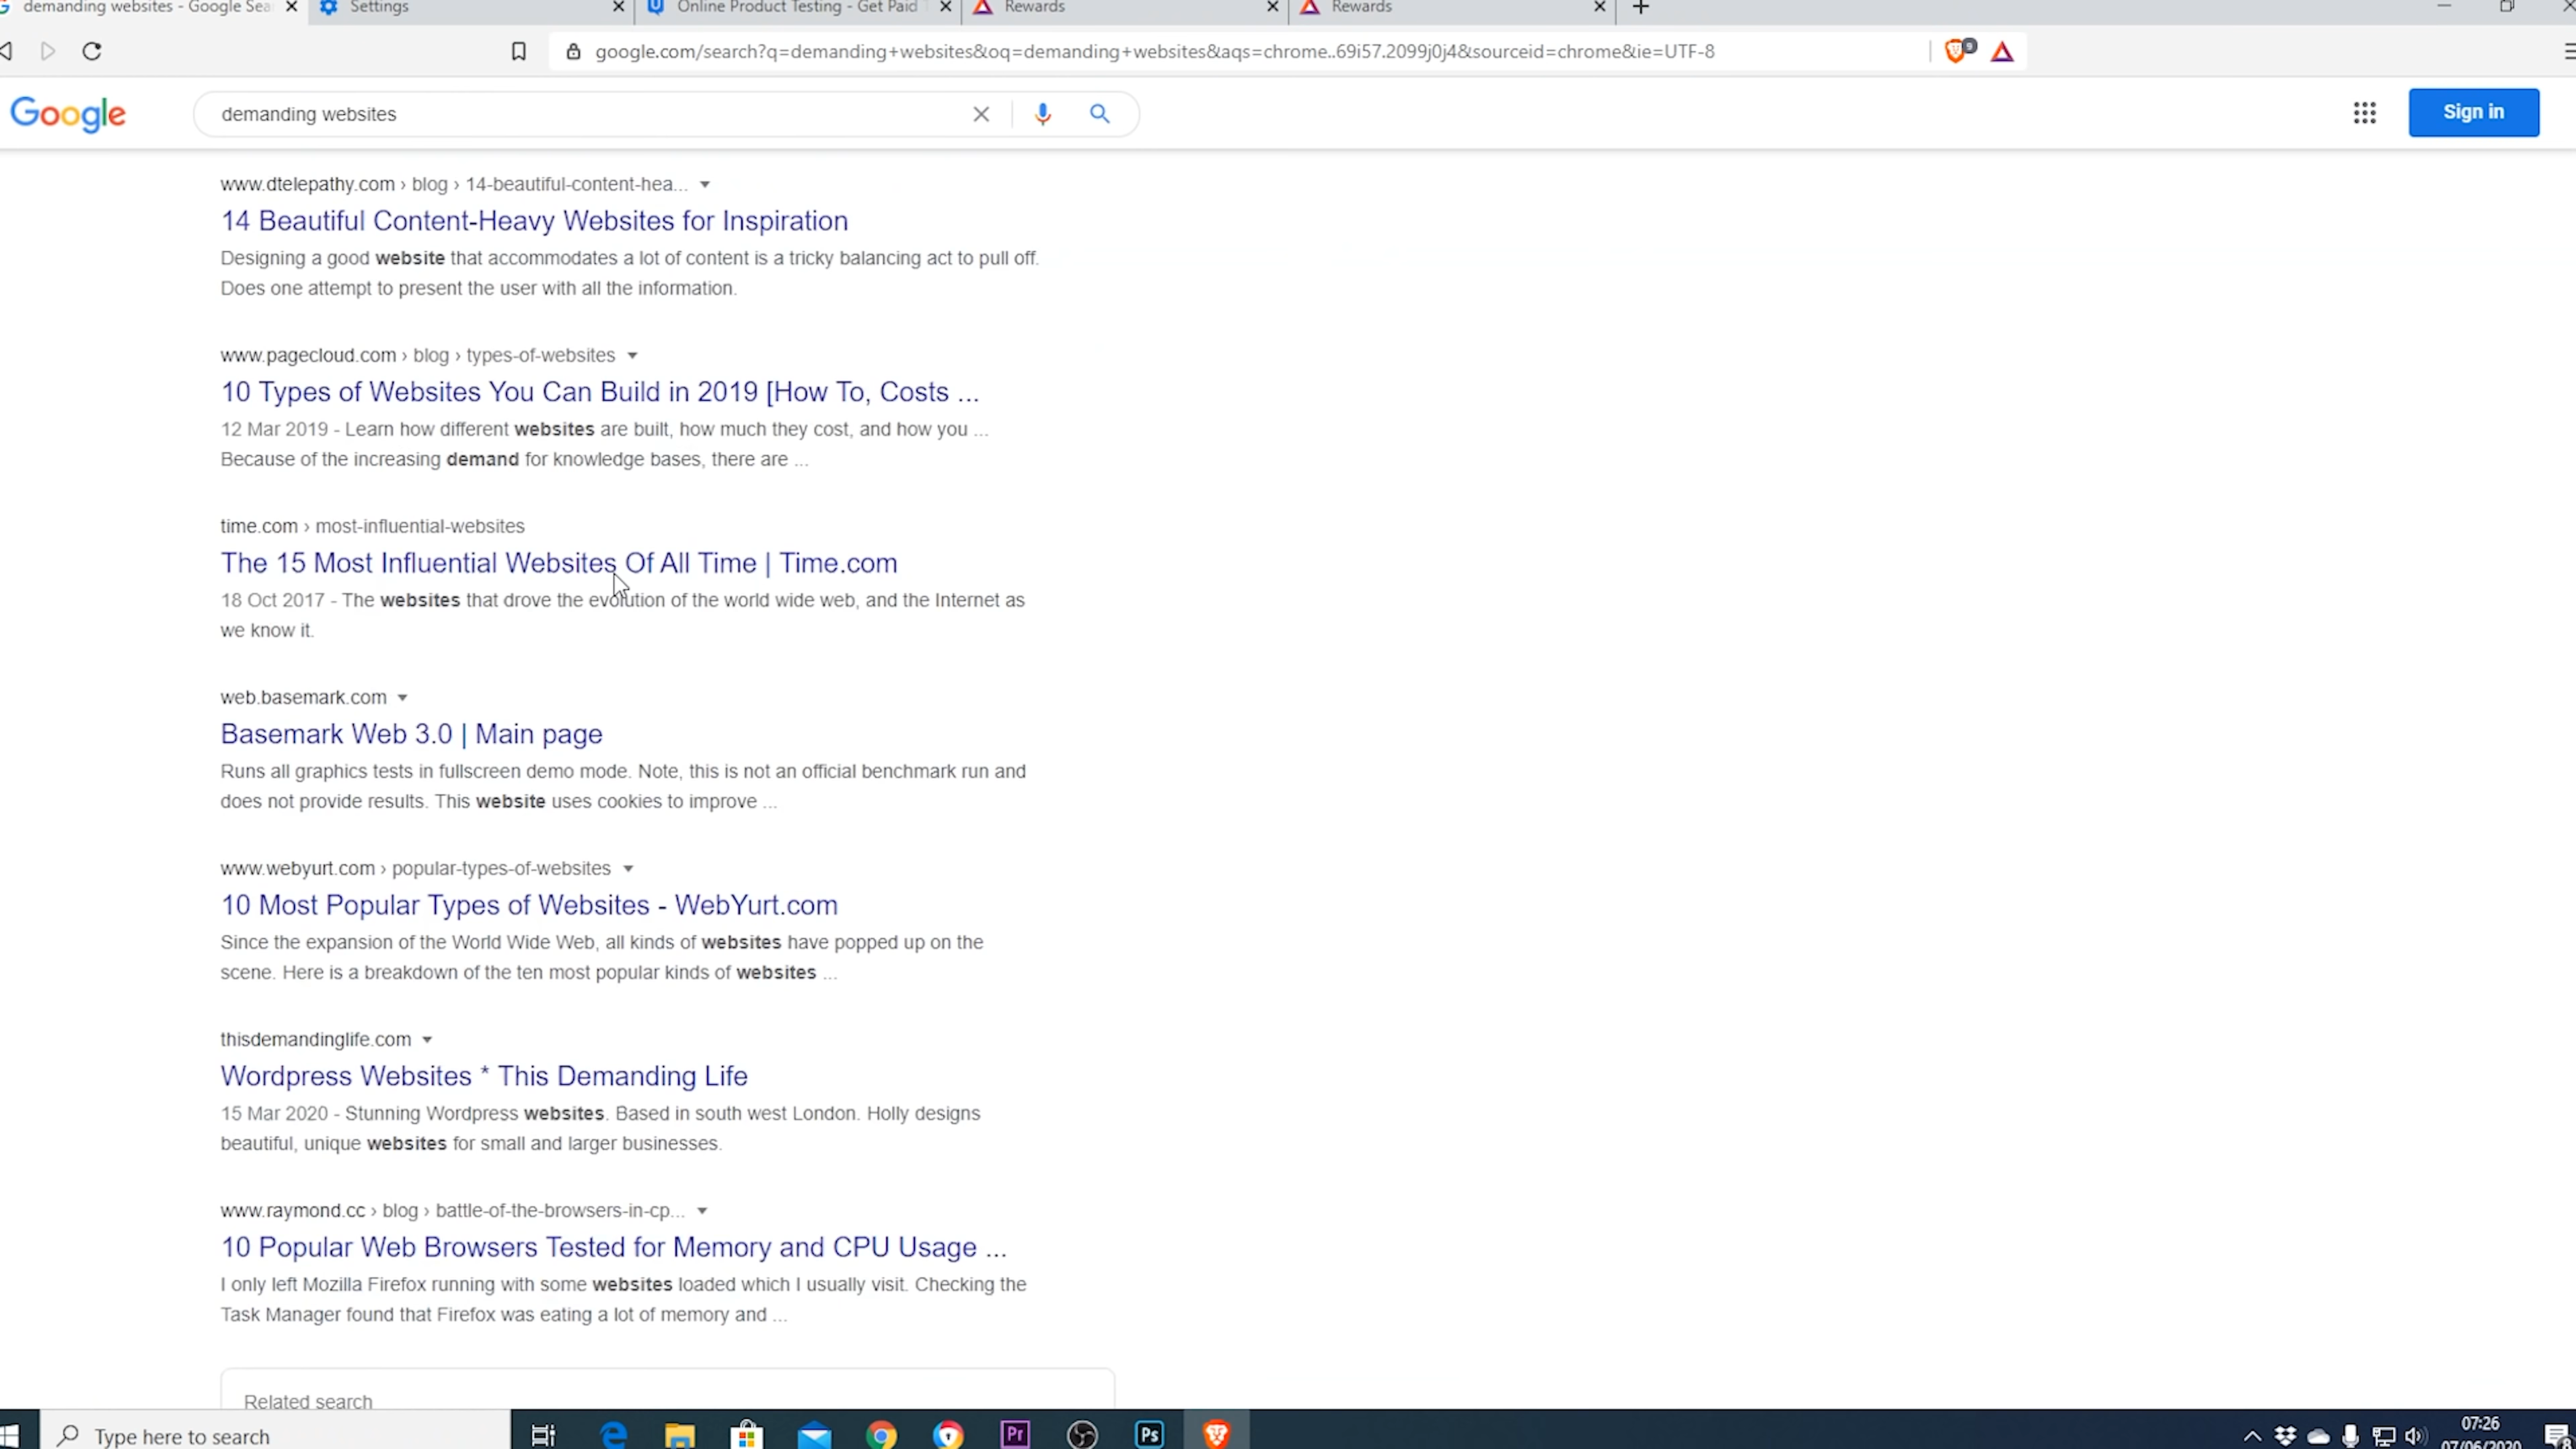 demanding websites - Google Sea
Settings
Online Product Testing - Get Paid
Rewards
Rewards
google.com/search?q=demanding+websites&oq=demanding+websites&aqs=chrome..69i57.2099j0j4&sourceid=chrome&ie=UTF-8
9
Google
demanding websites
Sign in
www.dtelepathy.com › blog › 14-beautiful-content-hea...
14 Beautiful Content-Heavy Websites for Inspiration
Designing a good website that accommodates a lot of content is a tricky balancing act to pull off.
Does one attempt to present the user with all the information.
www.pagecloud.com › blog › types-of-websites
10 Types of Websites You Can Build in 2019 [How To, Costs ...
12 Mar 2019 - Learn how different websites are built, how much they cost, and how you ...
Because of the increasing demand for knowledge bases, there are ...
time.com › most-influential-websites
The 15 Most Influential Websites Of All Time | Time.com
18 Oct 2017 - The websites that drove the evolution of the world wide web, and the Internet as
we know it.
web.basemark.com
Basemark Web 3.0 | Main page
Runs all graphics tests in fullscreen demo mode. Note, this is not an official benchmark run and
does not provide results. This website uses cookies to improve ...
www.webyurt.com › popular-types-of-websites
10 Most Popular Types of Websites - WebYurt.com
Since the expansion of the World Wide Web, all kinds of websites have popped up on the
scene. Here is a breakdown of the ten most popular kinds of websites ...
thisdemandinglife.com
Wordpress Websites * This Demanding Life
15 Mar 2020 - Stunning Wordpress websites. Based in south west London. Holly designs
beautiful, unique websites for small and larger businesses.
www.raymond.cc › blog › battle-of-the-browsers-in-cp...
10 Popular Web Browsers Tested for Memory and CPU Usage ...
I only left Mozilla Firefox running with some websites loaded which I usually visit. Checking the
Task Manager found that Firefox was eating a lot of memory and ...
Related search
Type here to search
Pr
Ps
07:26
07/06/2020